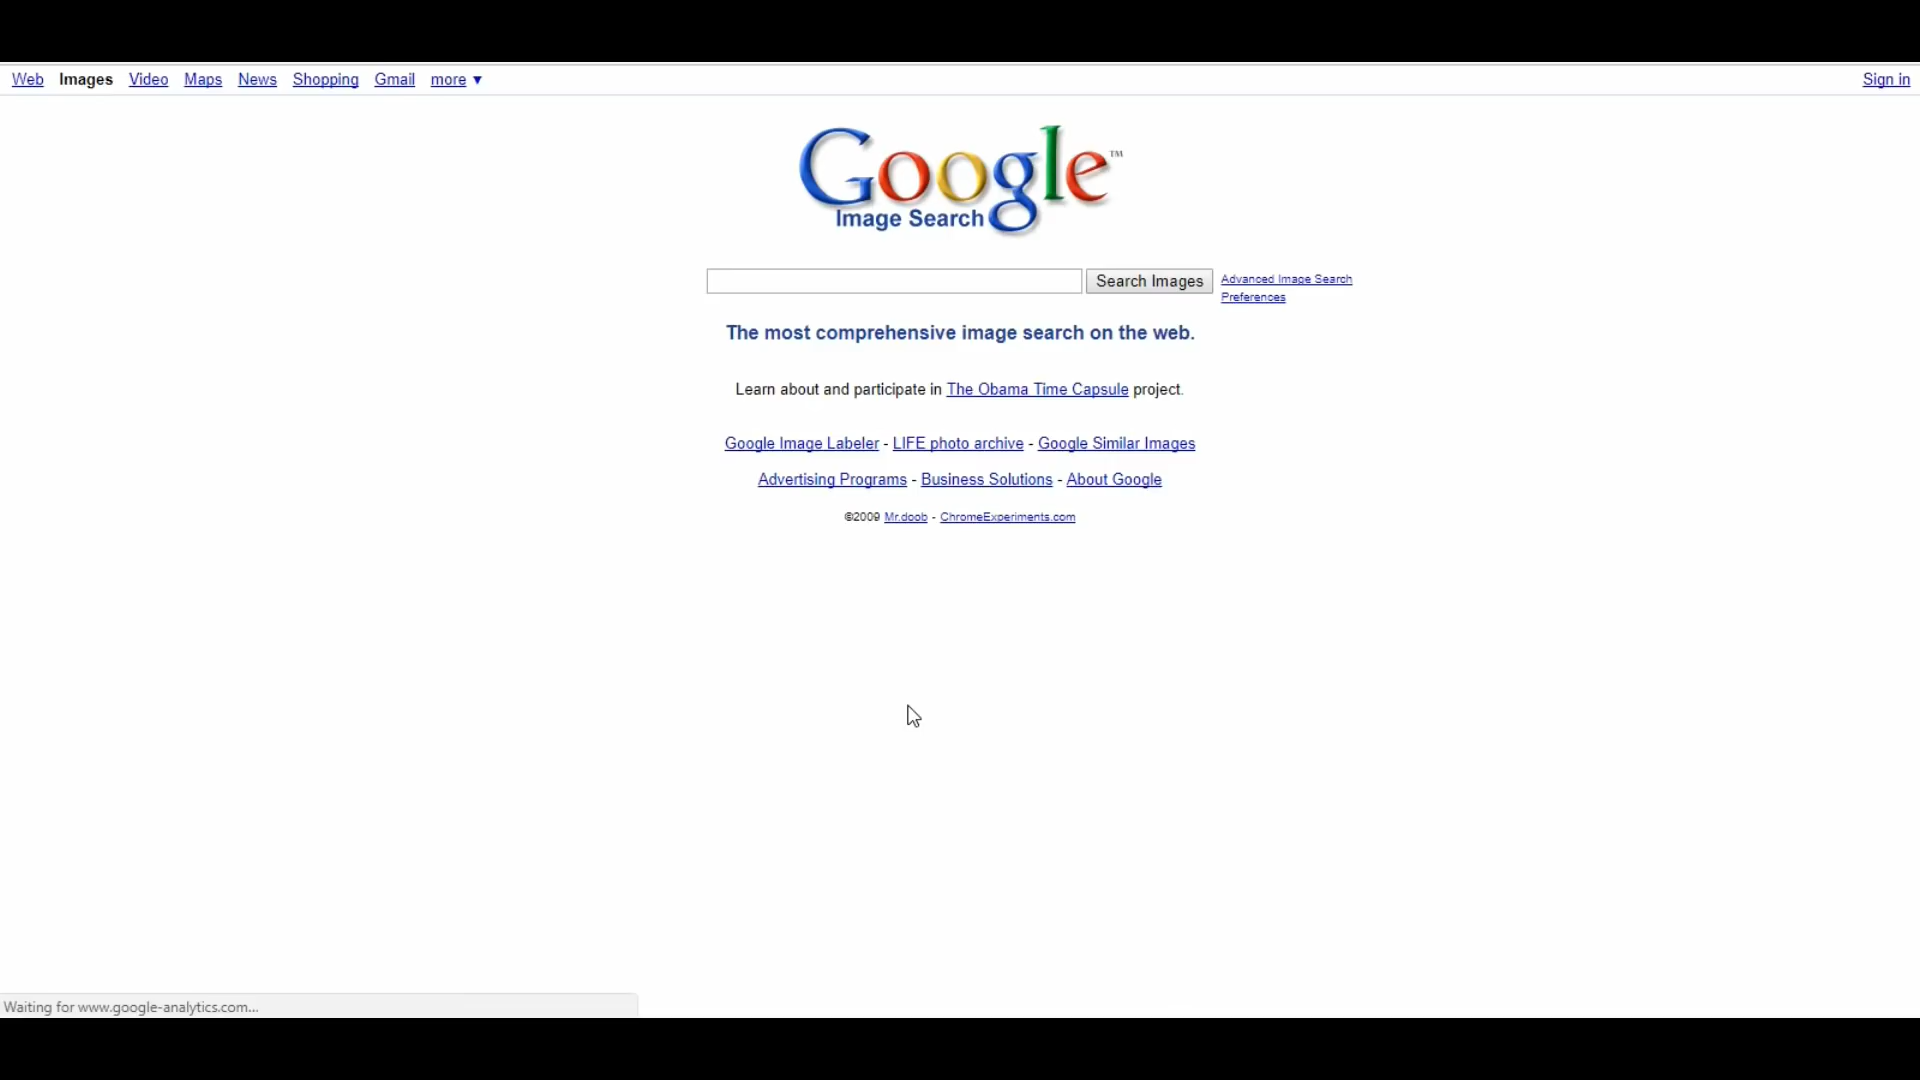 Web Images Video Maps News Shopping Gmail more ▼ Sign in
Google™
Image Search
Search Images Advanced Image Search
Preferences
The most comprehensive image search on the web.
Learn about and participate in The Obama Time Capsule project.
Google Image Labeler - LIFE photo archive - Google Similar Images
Advertising Programs - Business Solutions - About Google
©2009 Mr.doob - ChromeExperiments.com
Waiting for www.google-analytics.com...